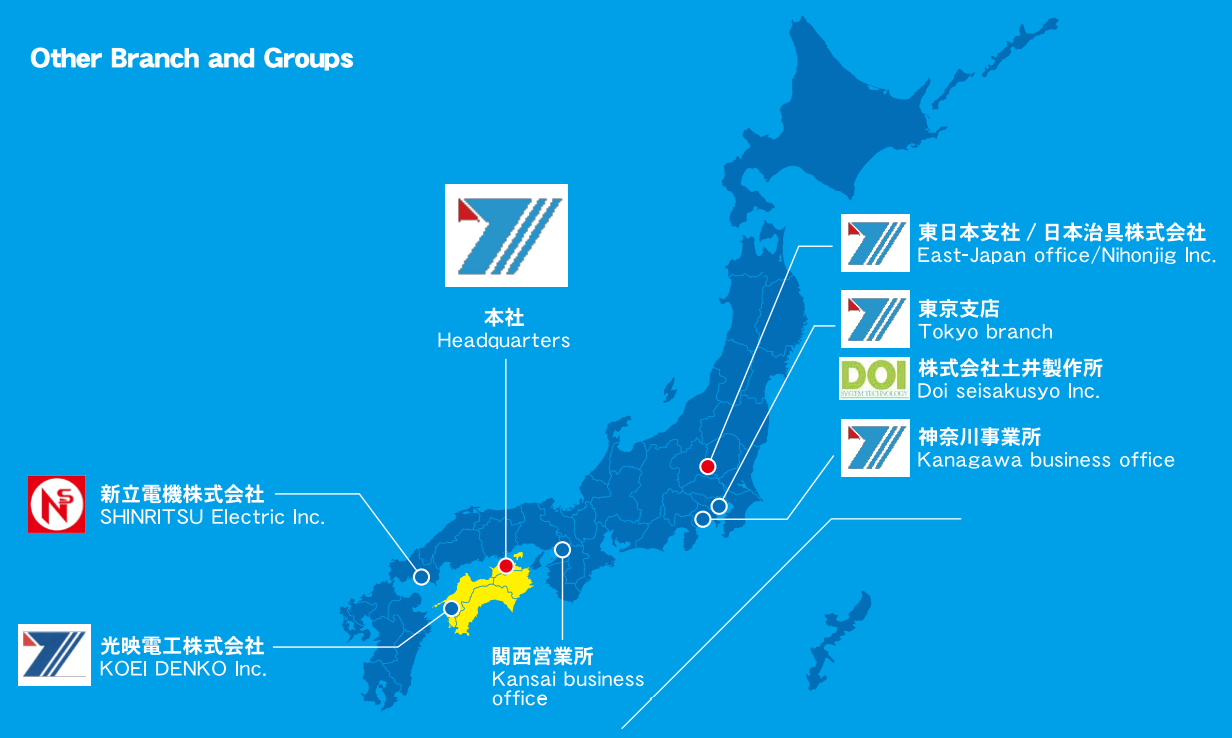 Other Branch and Groups
本社
Headquarters
東日本支社 / 日本治具株式会社
East-Japan office/Nihonjig Inc.
東京支店
Tokyo branch
DOI
SYSTEM TECHNOLOGY
株式会社土井製作所
Doi seisakusyo Inc.
神奈川事業所
Kanagawa business office
NS
新立電機株式会社
SHINRITSU Electric Inc.
光映電工株式会社
KOEI DENKO Inc.
関西営業所
Kansai business
office